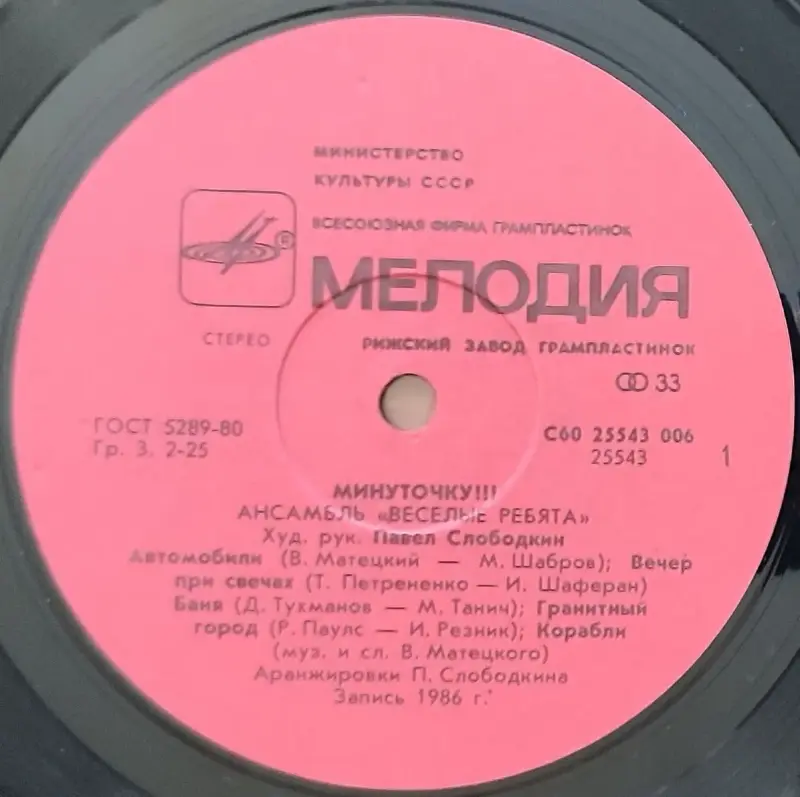 МИНИСТЕРСТВО
КУЛЬТУРЫ СССР
ВСЕСОЮЗНАЯ ФИРМА ГРАМПЛАСТИНОК
®
МЕЛОДИЯ
СТЕРЕО
РИЖСКИЙ ЗАВОД ГРАМПЛАСТИНОК
33
ГОСТ 5289-80
Гр. 3. 2-25
С60 25543 006
25543
1
МИНУТОЧКУ!!!
АНСАМБЛЬ «ВЕСЕЛЫЕ РЕБЯТА»
Худ. рук. Павел Слободкин
Автомобили (В. Матецкий — М. Шабров); Вечер
при свечах (Т. Петрененко — И. Шаферан)
Баня (Д. Тухманов — М. Танич); Гранитный
город (Р. Паулс — И. Резник); Корабли
(муз. и сл. В. Матецкого)
Аранжировки П. Слободкина
Запись 1986 г.